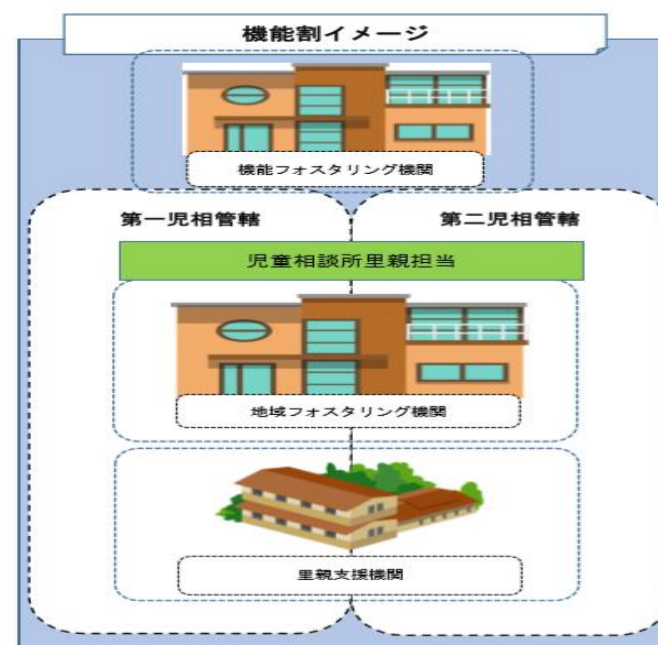 機能割イメージ
機能フォスタリング機関
第一児相管轄
第二児相管轄
児童相談所里親担当
地域フォスタリング機関
里親支援機関